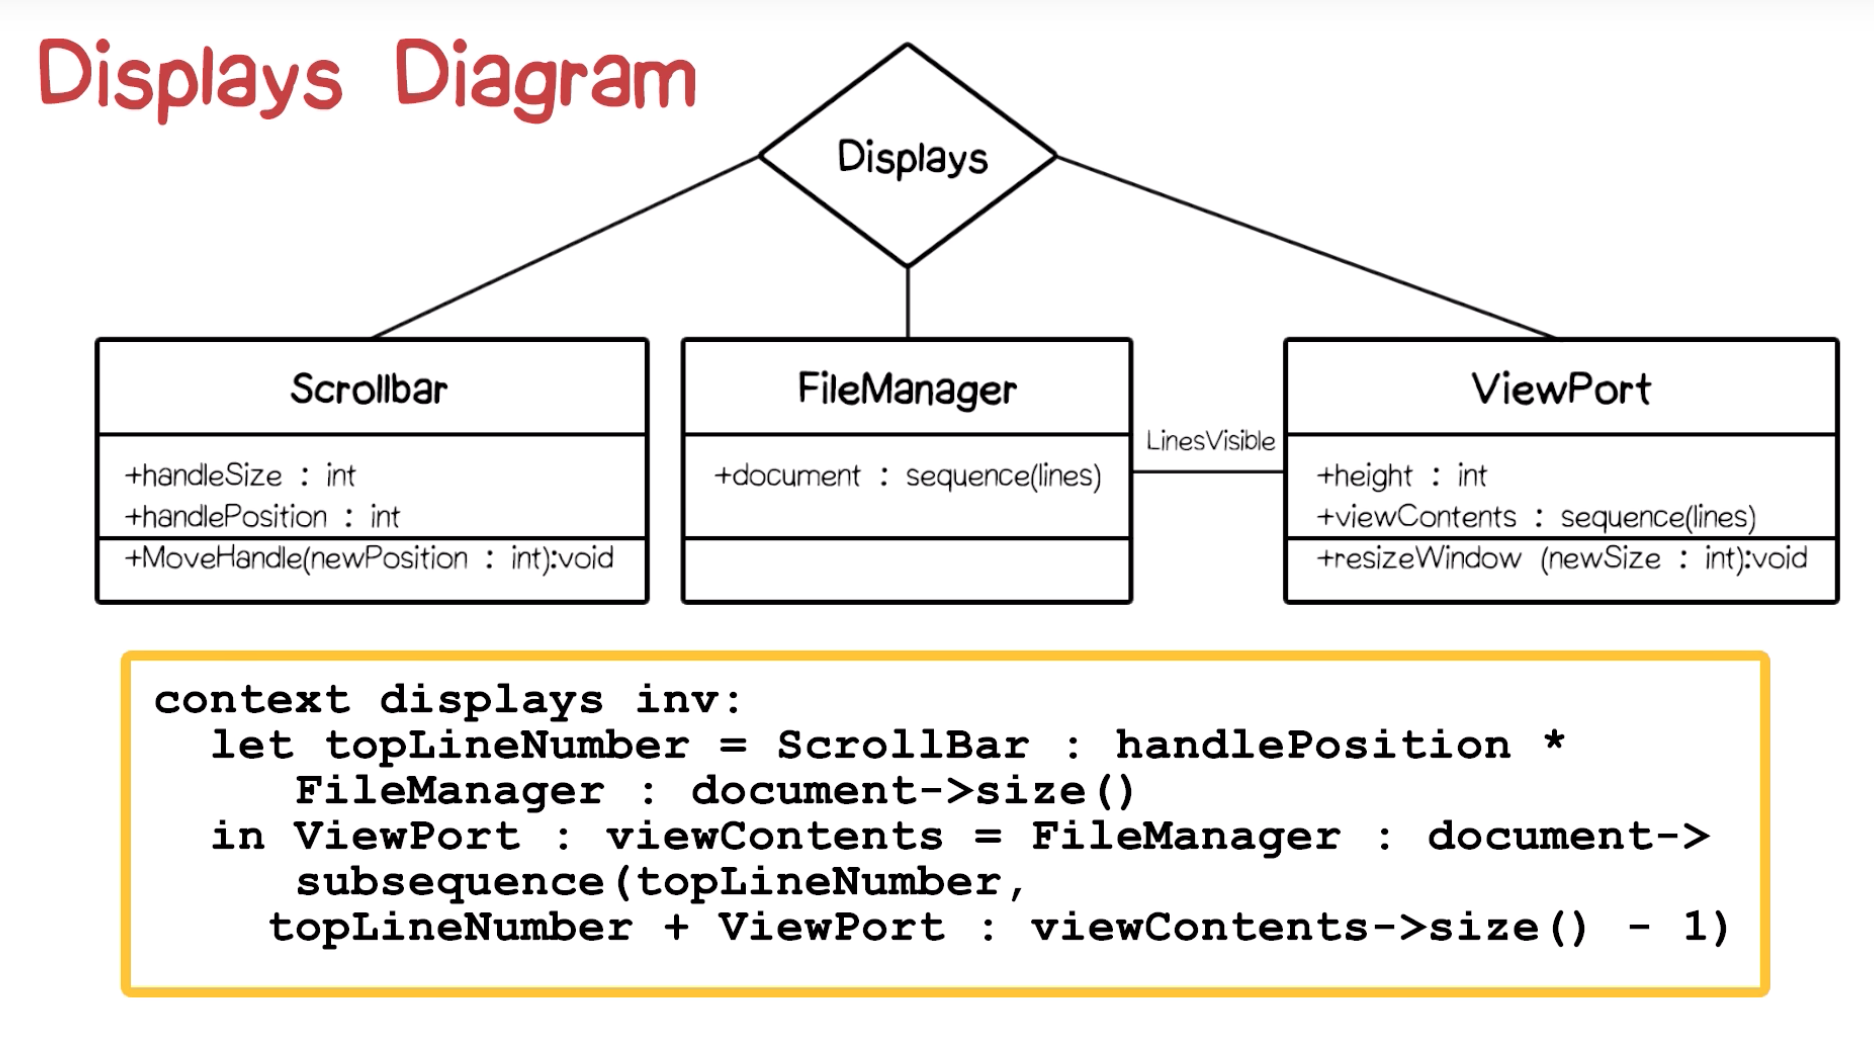 Displays Diagram
Displays
Scrollbar
+handleSize : int
+handlePosition : int
+MoveHandle(newPosition : int):void
FileManager
+document : sequence(lines)
LinesVisible
ViewPort
+height : int
+viewContents : sequence(lines)
+resizeWindow (newSize : int):void
context displays inv:
let topLineNumber = ScrollBar : handlePosition *
FileManager : document->size()
in ViewPort : viewContents = FileManager : document->
subsequence(topLineNumber,
topLineNumber + ViewPort : viewContents->size() - 1)